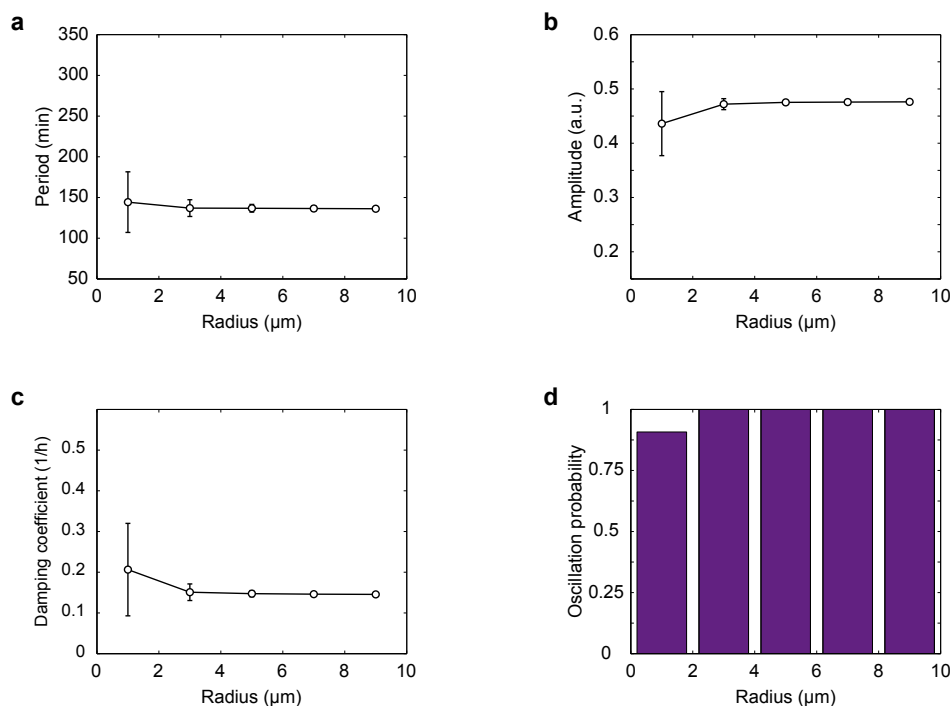 a
350
300
250
200
150
100
50
Period (min)
0 2 4 6 8 10
Radius (µm)
b
0.6
0.5
0.4
0.3
0.2
Amplitude (a.u.)
0 2 4 6 8 10
Radius (µm)
c
0.5
0.4
0.3
0.2
0.1
0
Damping coefficient (1/h)
0 2 4 6 8 10
Radius (µm)
d
1
0.75
0.5
0.25
0
Oscillation probability
0 2 4 6 8 10
Radius (µm)